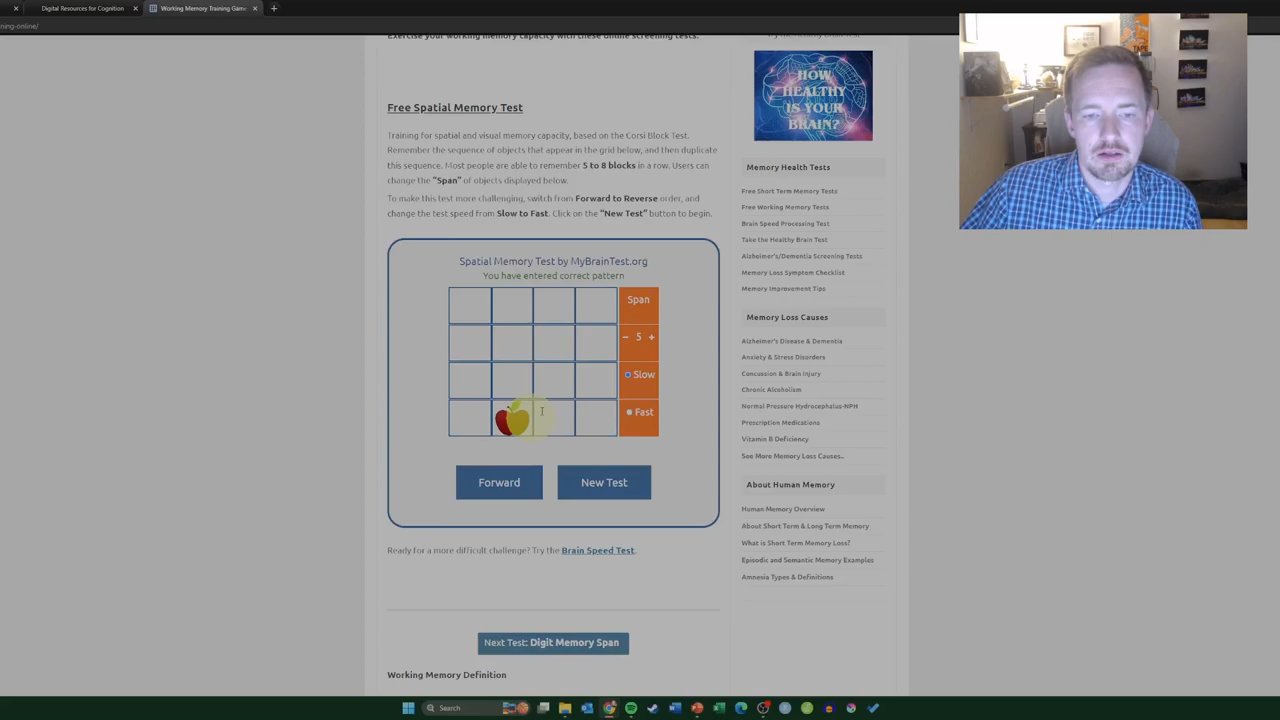 Digital Resources for Cognition
Working Memory Training Game
ning-online/
Exercise your working memory capacity with these online screening tests.
Free Spatial Memory Test
Training for spatial and visual memory capacity, based on the Corsi Block Test.
Remember the sequence of objects that appear in the grid below, and then duplicate
this sequence. Most people are able to remember 5 to 8 blocks in a row. Users can
change the "Span" of objects displayed below.
To make this test more challenging, switch from Forward to Reverse order, and
change the test speed from Slow to Fast. Click on the "New Test" button to begin.
Spatial Memory Test by MyBrainTest.org
You have entered correct pattern
Span
− 5 +
Slow
Fast
Forward
New Test
Ready for a more difficult challenge? Try the Brain Speed Test.
Next Test: Digit Memory Span
Working Memory Definition
HOW
HEALTHY
IS YOUR
BRAIN?
Memory Health Tests
Free Short Term Memory Tests
Free Working Memory Tests
Brain Speed Processing Test
Take the Healthy Brain Test
Alzheimer's/Dementia Screening Tests
Memory Loss Symptom Checklist
Memory Improvement Tips
Memory Loss Causes
Alzheimer's Disease & Dementia
Anxiety & Stress Disorders
Concussion & Brain Injury
Chronic Alcoholism
Normal Pressure Hydrocephalus-NPH
Prescription Medications
Vitamin B Deficiency
See More Memory Loss Causes..
About Human Memory
Human Memory Overview
About Short Term & Long Term Memory
What is Short Term Memory Loss?
Episodic and Semantic Memory Examples
Amnesia Types & Definitions
TAPE
Search